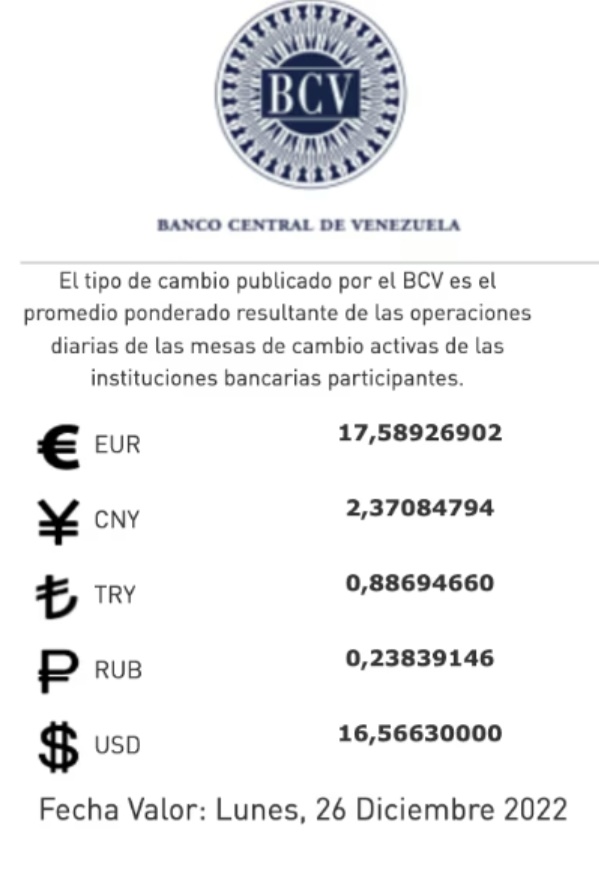 BCV
BANCO CENTRAL DE VENEZUELA
El tipo de cambio publicado por el BCV es el
promedio ponderado resultante de las operaciones
diarias de las mesas de cambio activas de las
instituciones bancarias participantes.
€ EUR 17,58926902
¥ CNY 2,37084794
₺ TRY 0,88694660
₽ RUB 0,23839146
$ USD 16,56630000
Fecha Valor: Lunes, 26 Diciembre 2022